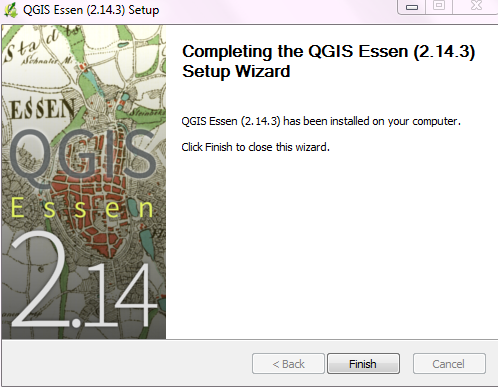 QGIS Essen (2.14.3) Setup
Completing the QGIS Essen (2.14.3)
Setup Wizard
QGIS Essen (2.14.3) has been installed on your computer.
Click Finish to close this wizard.
ESSEN
QGIS
Essen
2.14
< Back
Finish
Cancel